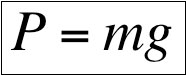 P = mg